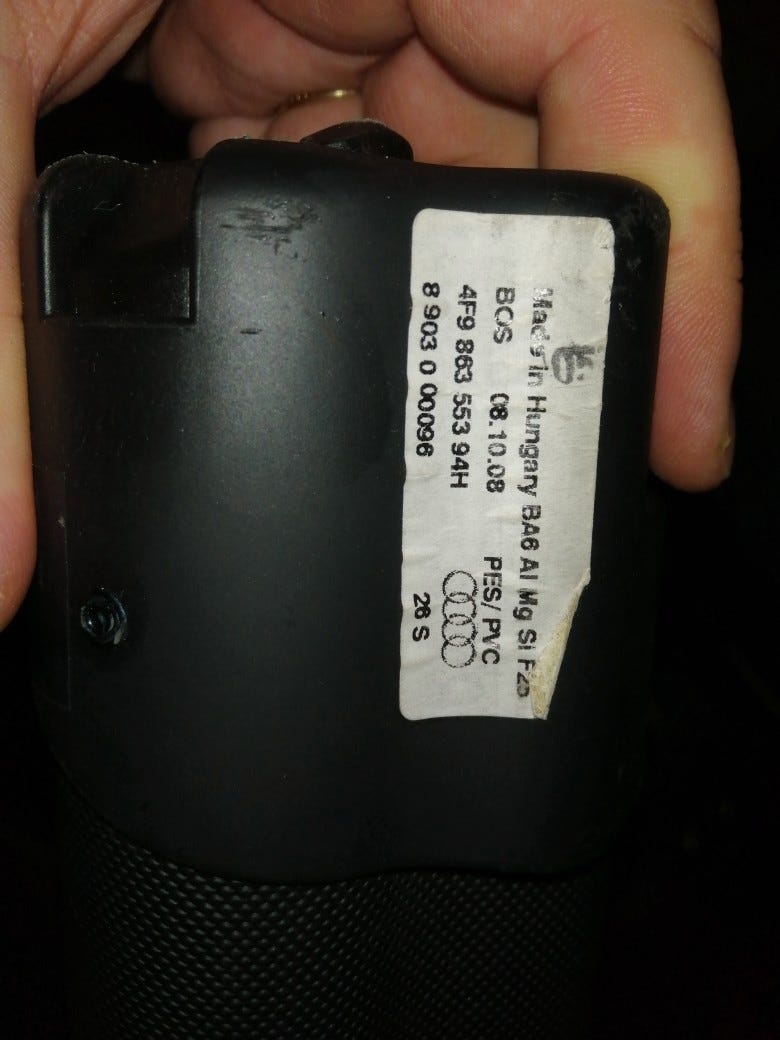 Made in Hungary BA6 Al Mg Si F25
BOS 08.10.08 PES/ PVC
4F9 863 553 94H
8 903 0 00096 26 S